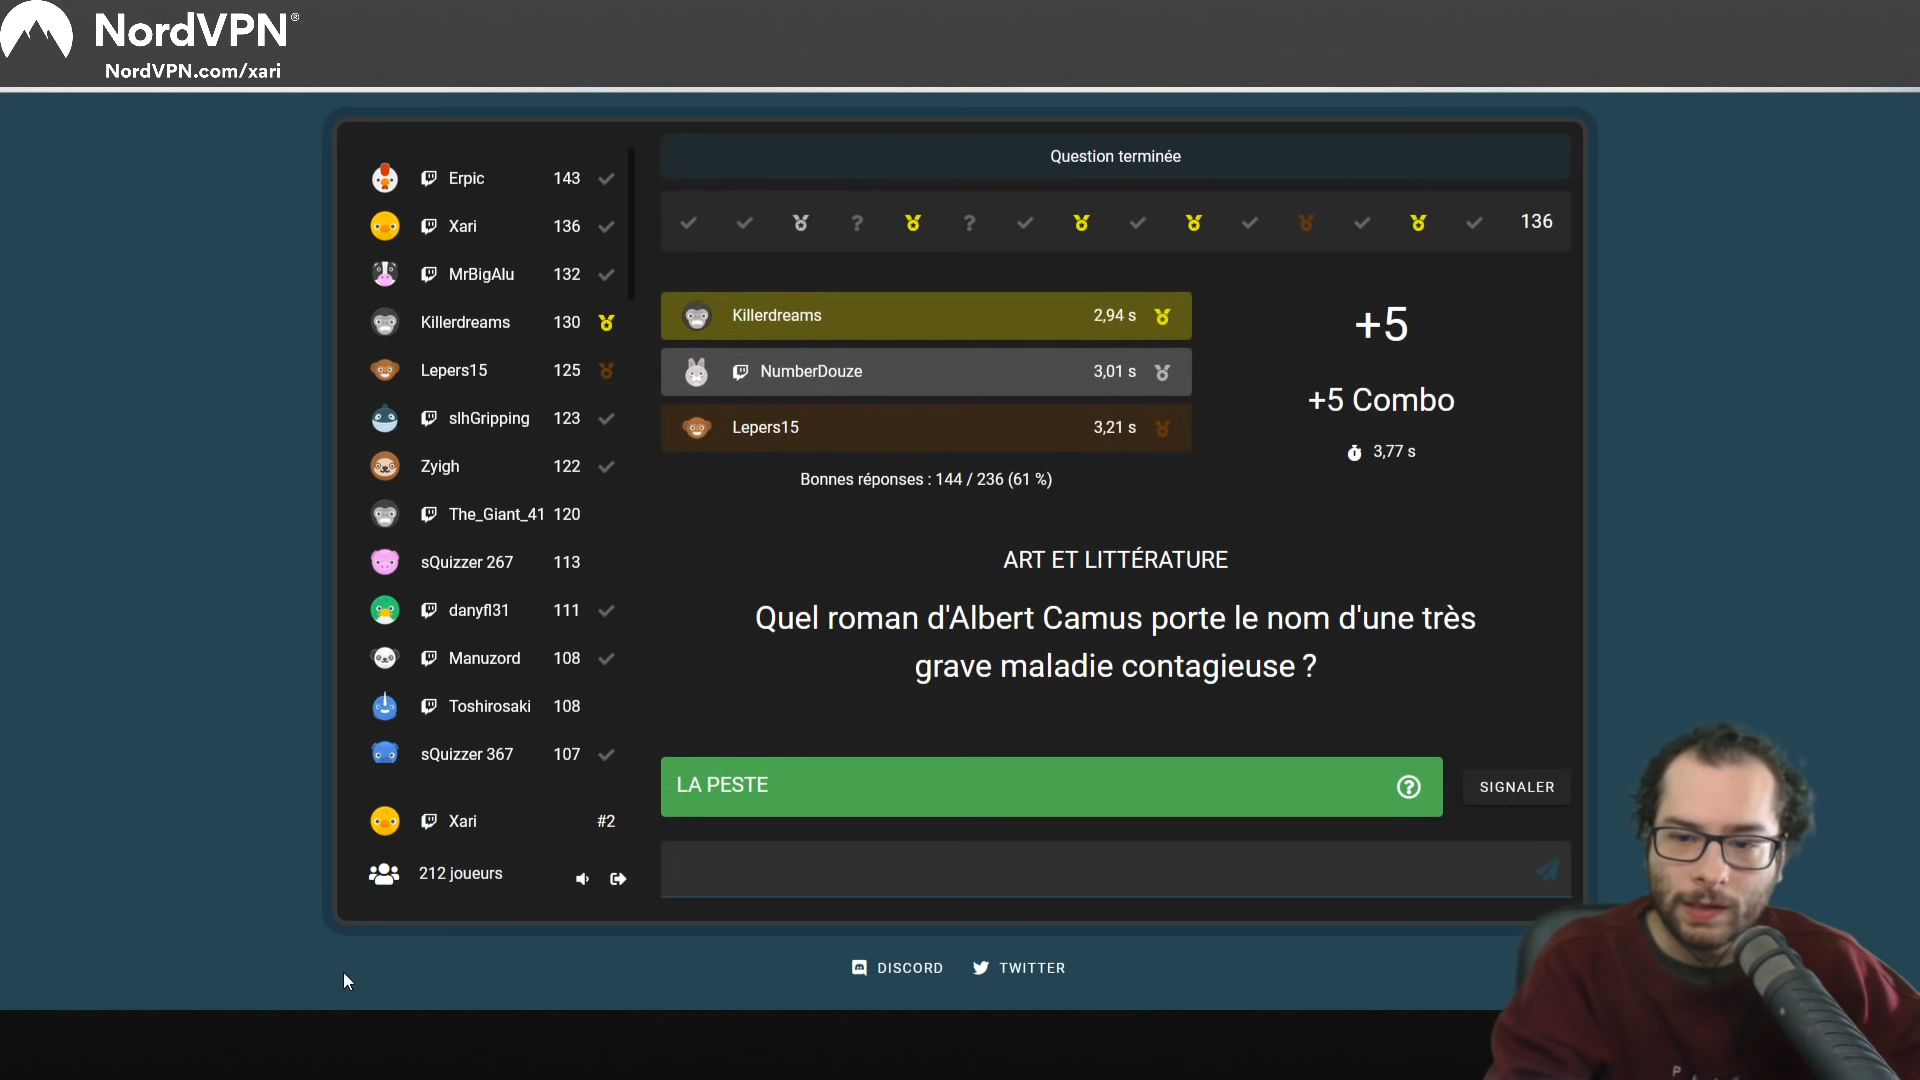 NordVPN®
NordVPN.com/xari
Erpic 143
Xari 136
MrBigAlu 132
Killerdreams 130
Lepers15 125
slhGripping 123
Zyigh 122
The_Giant_41 120
sQuizzer 267 113
danyfl31 111
Manuzord 108
Toshirosaki 108
sQuizzer 367 107
Xari #2
212 joueurs
Question terminée
? ? 136
Killerdreams 2,94 s
NumberDouze 3,01 s
Lepers15 3,21 s
Bonnes réponses : 144 / 236 (61 %)
+5
+5 Combo
3,77 s
ART ET LITTÉRATURE
Quel roman d'Albert Camus porte le nom d'une très
grave maladie contagieuse ?
LA PESTE ?
SIGNALER
DISCORD TWITTER